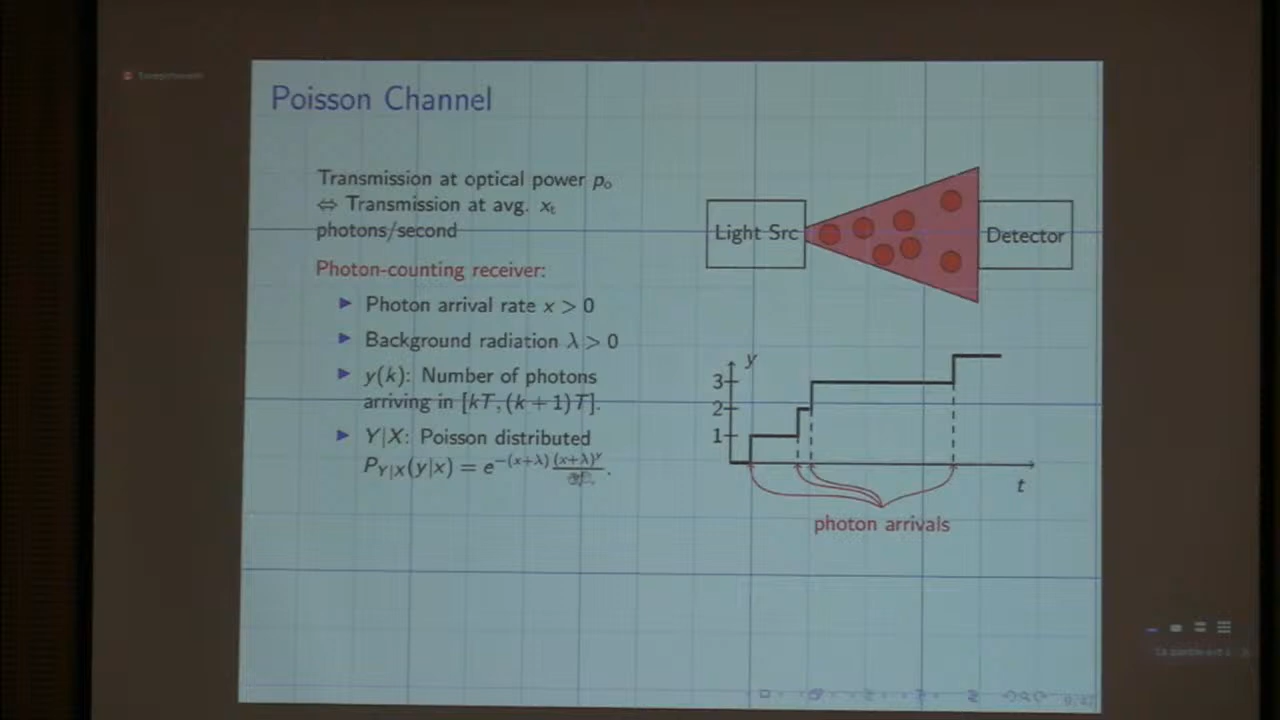 Poisson Channel
Transmission at optical power pₒ
⇔ Transmission at avg. xₜ
photons/second
Photon-counting receiver:
▶ Photon arrival rate x > 0
▶ Background radiation λ > 0
▶ y(k): Number of photons
arriving in [kT, (k + 1)T].
▶ Y|X: Poisson distributed
P_{Y|X}(y|x) = e^{-(x+λ)} (x+λ)^y
Light Src
Detector
y
3
2
1
t
photon arrivals